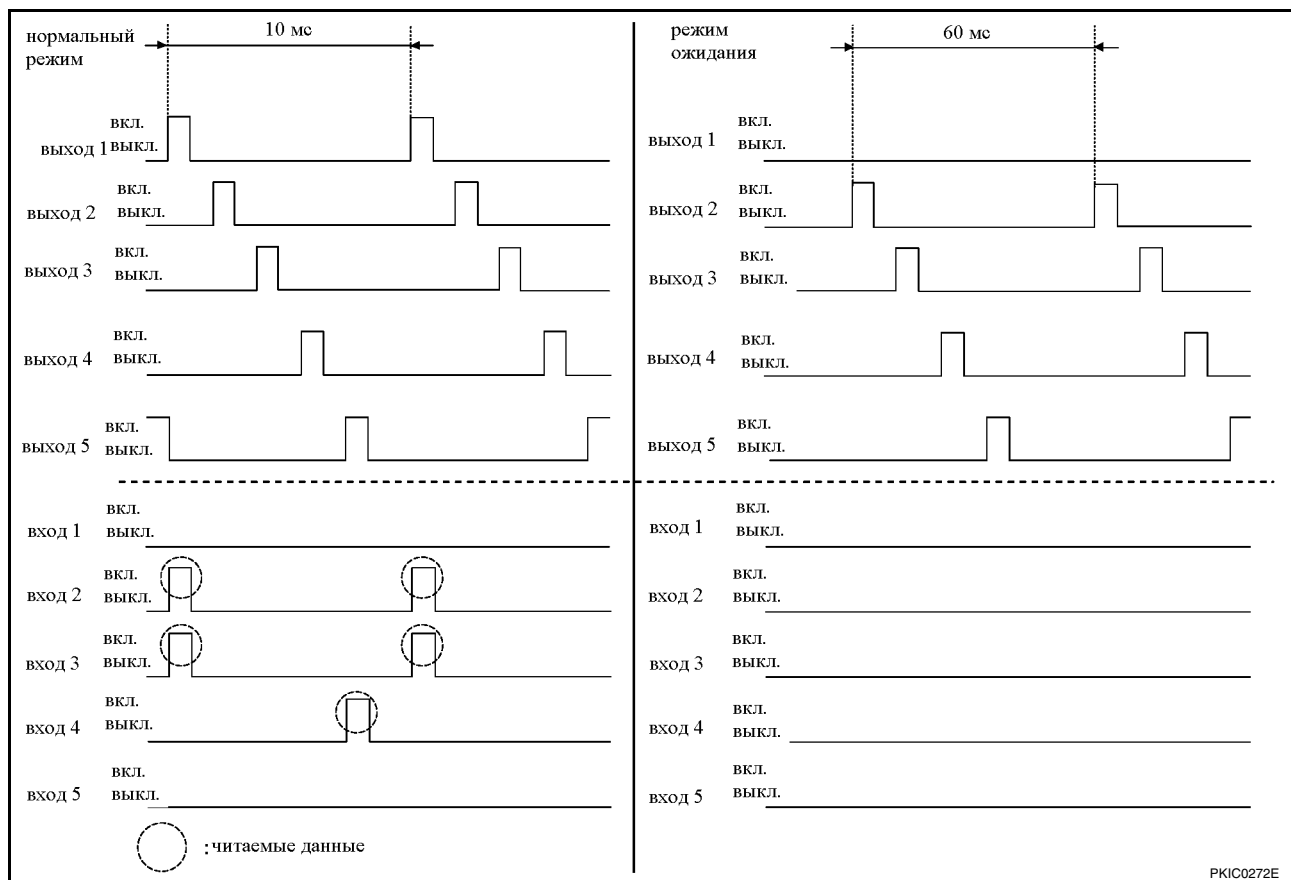 нормальный
режим
10 мс
вкл.
выкл.
выход 1
вкл.
выкл.
выход 2
вкл.
выкл.
выход 3
вкл.
выкл.
выход 4
вкл.
выкл.
выход 5
вкл.
выкл.
вход 1
вкл.
выкл.
вход 2
вкл.
выкл.
вход 3
вкл.
выкл.
вход 4
вкл.
выкл.
вход 5
:читаемые данные
режим
ожидания
60 мс
вкл.
выкл.
выход 1
вкл.
выкл.
выход 2
вкл.
выкл.
выход 3
вкл.
выкл.
выход 4
вкл.
выкл.
выход 5
вкл.
выкл.
вход 1
вкл.
выкл.
вход 2
вкл.
выкл.
вход 3
вкл.
выкл.
вход 4
вкл.
выкл.
вход 5
PKIC0272E